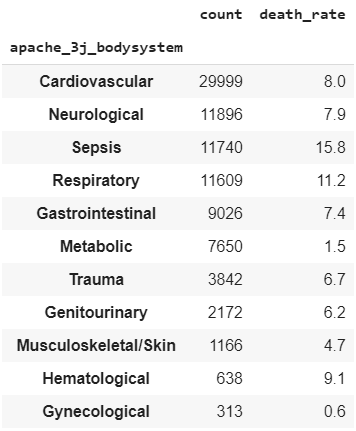 count death_rate
apache_3j_bodysystem
Cardiovascular 29999 8.0
Neurological 11896 7.9
Sepsis 11740 15.8
Respiratory 11609 11.2
Gastrointestinal 9026 7.4
Metabolic 7650 1.5
Trauma 3842 6.7
Genitourinary 2172 6.2
Musculoskeletal/Skin 1166 4.7
Hematological 638 9.1
Gynecological 313 0.6